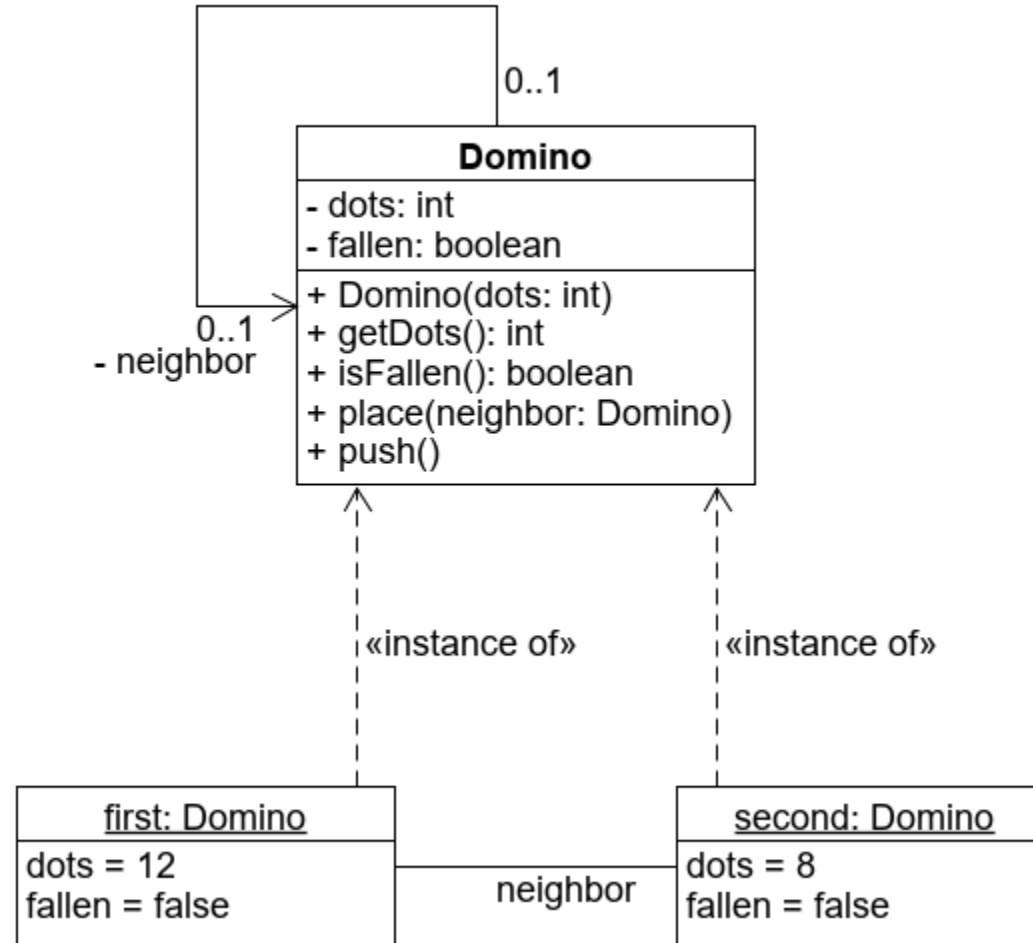 0..1
Domino
- dots: int
- fallen: boolean
+ Domino(dots: int)
+ getDots(): int
+ isFallen(): boolean
+ place(neighbor: Domino)
+ push()
0..1
- neighbor
«instance of»
«instance of»
first: Domino
dots = 12
fallen = false
neighbor
second: Domino
dots = 8
fallen = false